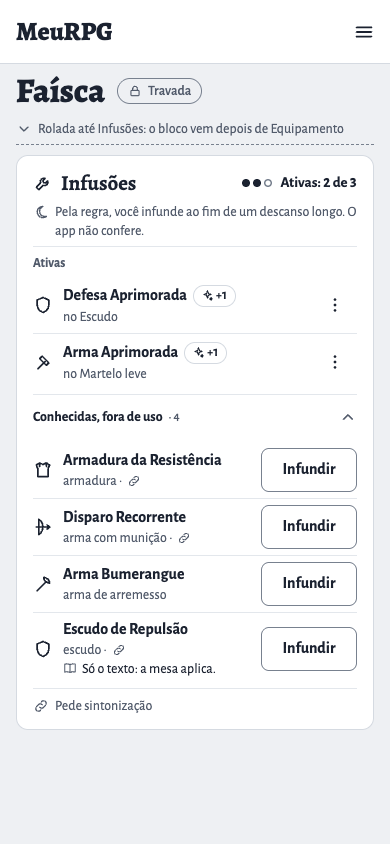 MeuRPG
Faísca
Travada
Rolada até Infusões: o bloco vem depois de Equipamento
Infusões
Ativas: 2 de 3
Pela regra, você infunde ao fim de um descanso longo. O
app não confere.
Ativas
Defesa Aprimorada
+1
no Escudo
Arma Aprimorada
+1
no Martelo leve
Conhecidas, fora de uso · 4
Armadura da Resistência
armadura ·
Infundir
Disparo Recorrente
arma com munição ·
Infundir
Arma Bumerangue
arma de arremesso
Infundir
Escudo de Repulsão
escudo ·
Só o texto: a mesa aplica.
Infundir
Pede sintonização